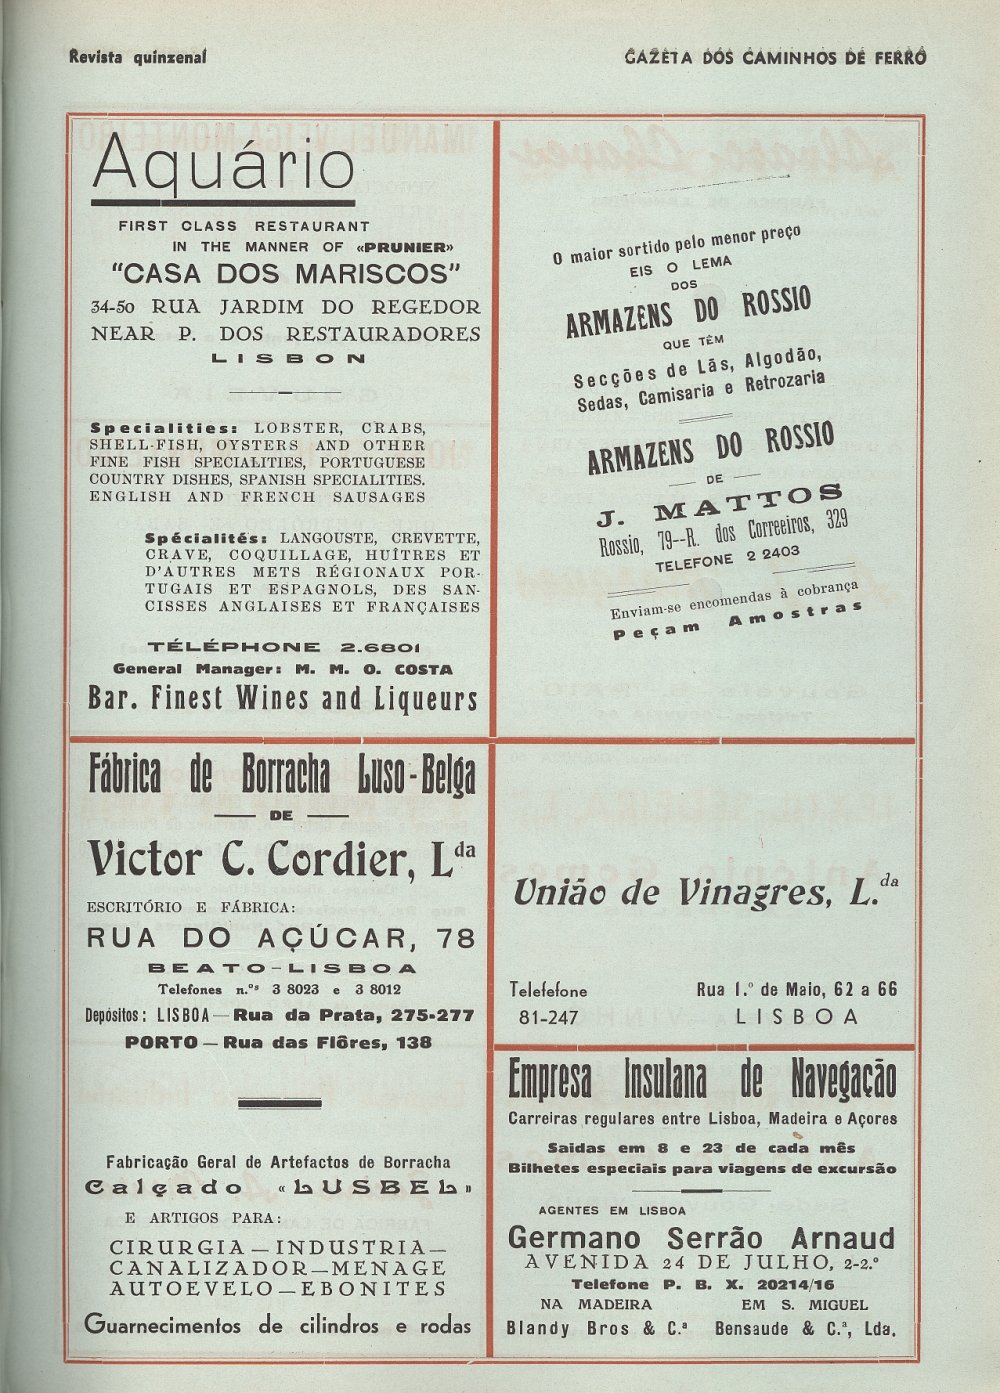 Revista quinzenal
GAZETA DOS CAMINHOS DE FERRO
Aquário
FIRST CLASS RESTAURANT
IN THE MANNER OF «PRUNIER»
"CASA DOS MARISCOS"
34-50 RUA JARDIM DO REGEDOR
NEAR P. DOS RESTAURADORES
LISBON
Specialities: LOBSTER, CRABS,
SHELL-FISH, OYSTERS AND OTHER
FINE FISH SPECIALITIES, PORTUGUESE
COUNTRY DISHES, SPANISH SPECIALITIES.
ENGLISH AND FRENCH SAUSAGES
Spécialités: LANGOUSTE, CREVETTE,
CRAVE, COQUILLAGE, HUÎTRES ET
D'AUTRES METS RÉGIONAUX POR-
TUGAIS ET ESPAGNOLS, DES SAN-
CISSES ANGLAISES ET FRANÇAISES
TÉLÉPHONE 2.6801
General Manager: M. M. O. COSTA
Bar. Finest Wines and Liqueurs
O maior sortido pelo menor preço
EIS O LEMA
DOS
ARMAZENS DO ROSSIO
QUE TÊM
Secções de Lãs, Algodão,
Sedas, Camisaria e Retrozaria
ARMAZENS DO ROSSIO
DE
J. MATTOS
Rossio, 79--R. dos Correeiros, 329
TELEFONE 2 2403
Enviam-se encomendas à cobrança
Peçam Amostras
Fábrica de Borracha Luso-Belga
DE
Victor C. Cordier, Lda
ESCRITÓRIO E FÁBRICA:
RUA DO AÇÚCAR, 78
BEATO-LISBOA
Telefones n.os 3 8023 e 3 8012
Depósitos: LISBOA—Rua da Prata, 275-277
PORTO—Rua das Flôres, 138
Fabricação Geral de Artefactos de Borracha
Calçado «LUSBEL»
E ARTIGOS PARA:
CIRURGIA—INDUSTRIA—
CANALIZADOR—MENAGE
AUTOEVELO—EBONITES
Guarnecimentos de cilindros e rodas
União de Vinagres, L.da
Telefefone
81-247
Rua 1.º de Maio, 62 a 66
LISBOA
Empresa Insulana de Navegação
Carreiras regulares entre Lisboa, Madeira e Açores
Saidas em 8 e 23 de cada mês
Bilhetes especiais para viagens de excursão
AGENTES EM LISBOA
Germano Serrão Arnaud
AVENIDA 24 DE JULHO, 2-2.º
Telefone P. B. X. 20214/16
NA MADEIRA
EM S. MIGUEL
Blandy Bros & C.ª
Bensaude & C.ª, Lda.